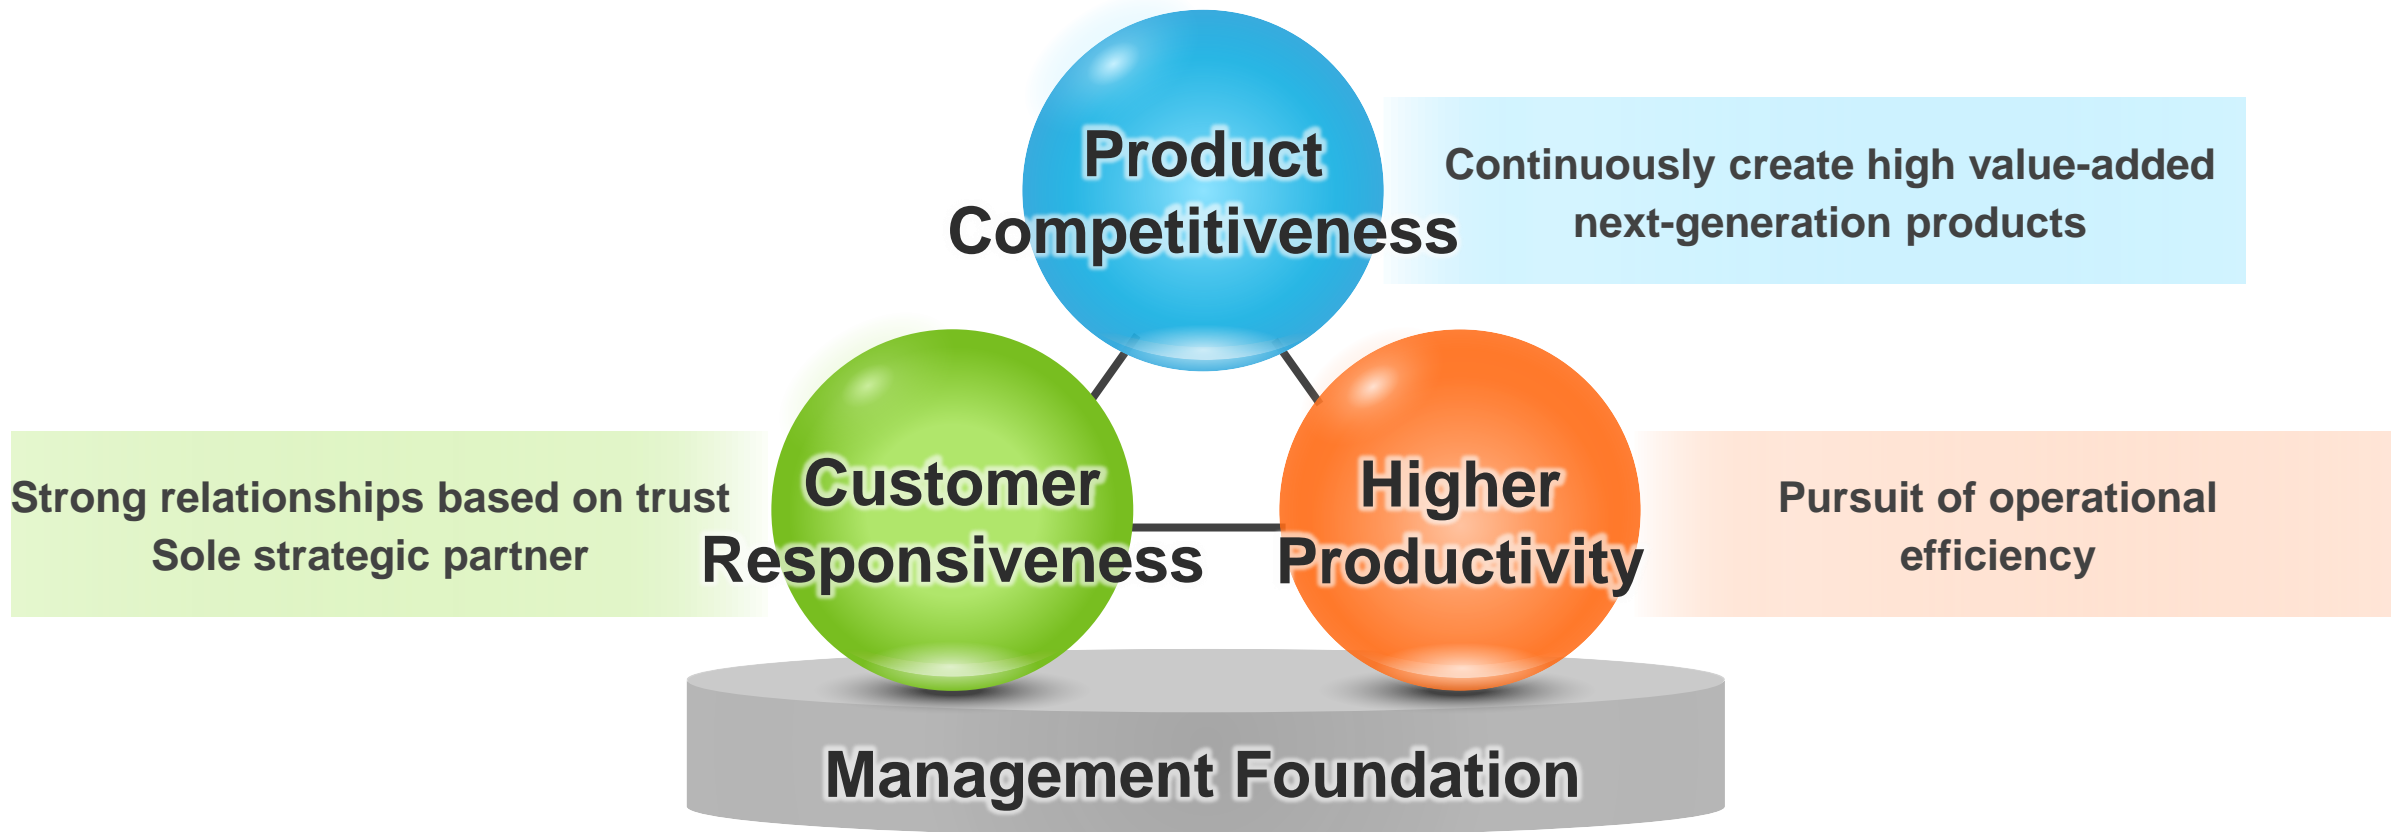 Product
Competitiveness
Continuously create high value-added
next-generation products
Customer
Responsiveness
Strong relationships based on trust
Sole strategic partner
Higher
Productivity
Pursuit of operational
efficiency
Management Foundation